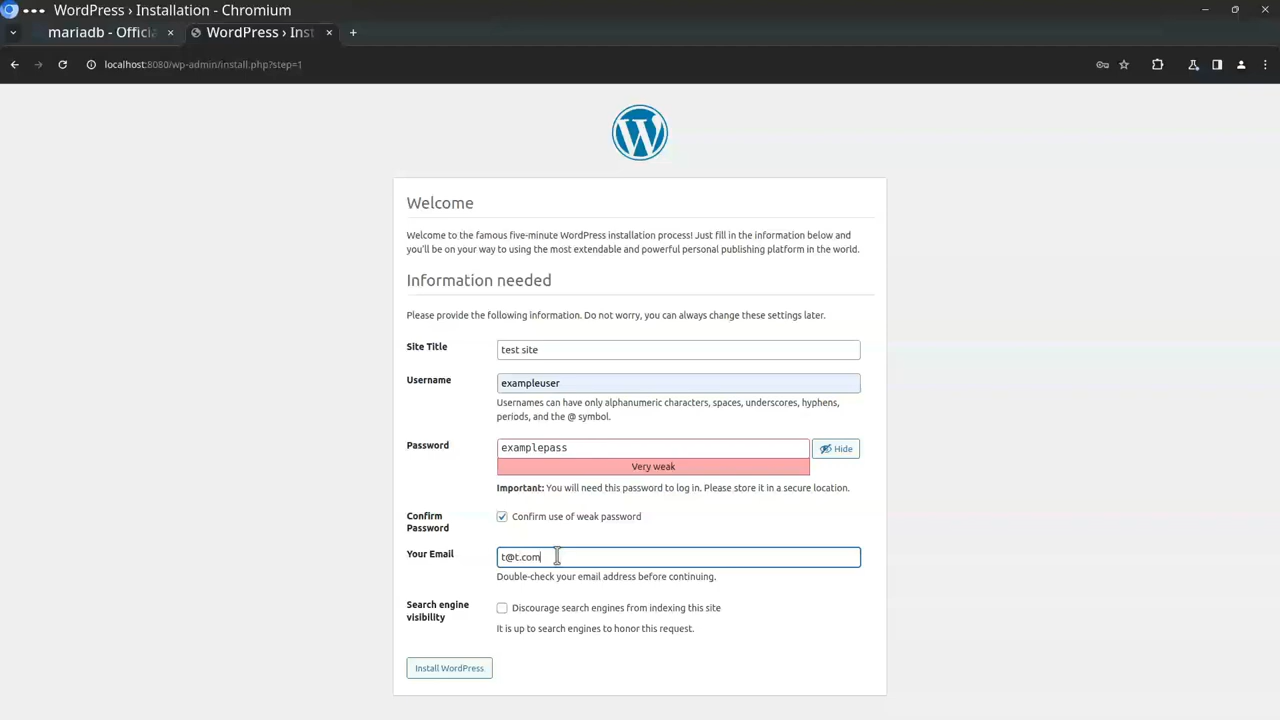 WordPress › Installation - Chromium
mariadb - Officia
WordPress › Inst
localhost:8080/wp-admin/install.php?step=1
Welcome
Welcome to the famous five-minute WordPress installation process! Just fill in the information below and
you'll be on your way to using the most extendable and powerful personal publishing platform in the world.
Information needed
Please provide the following information. Do not worry, you can always change these settings later.
Site Title
test site
Username
exampleuser
Usernames can have only alphanumeric characters, spaces, underscores, hyphens,
periods, and the @ symbol.
Password
examplepass
Hide
Very weak
Important: You will need this password to log in. Please store it in a secure location.
Confirm
Password
Confirm use of weak password
Your Email
t@t.com
Double-check your email address before continuing.
Search engine
visibility
Discourage search engines from indexing this site
It is up to search engines to honor this request.
Install WordPress